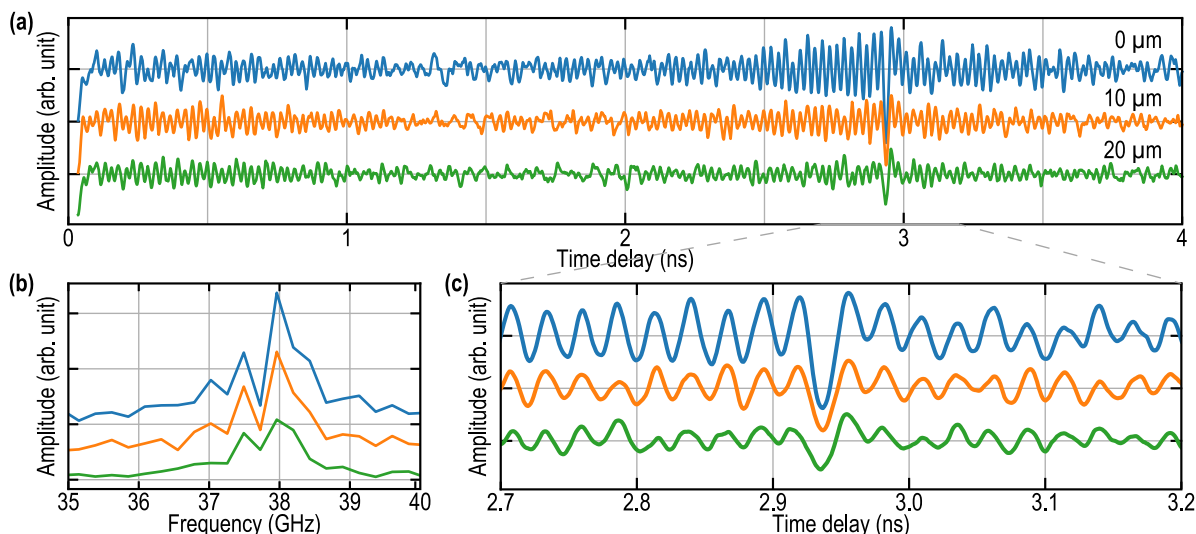 (a)
Amplitude (arb. unit)
0 µm
10 µm
20 µm
0 1 2 3 4
Time delay (ns)
(b)
Amplitude (arb. unit)
35 36 37 38 39 40
Frequency (GHz)
(c)
Amplitude (arb. unit)
2.7 2.8 2.9 3.0 3.1 3.2
Time delay (ns)